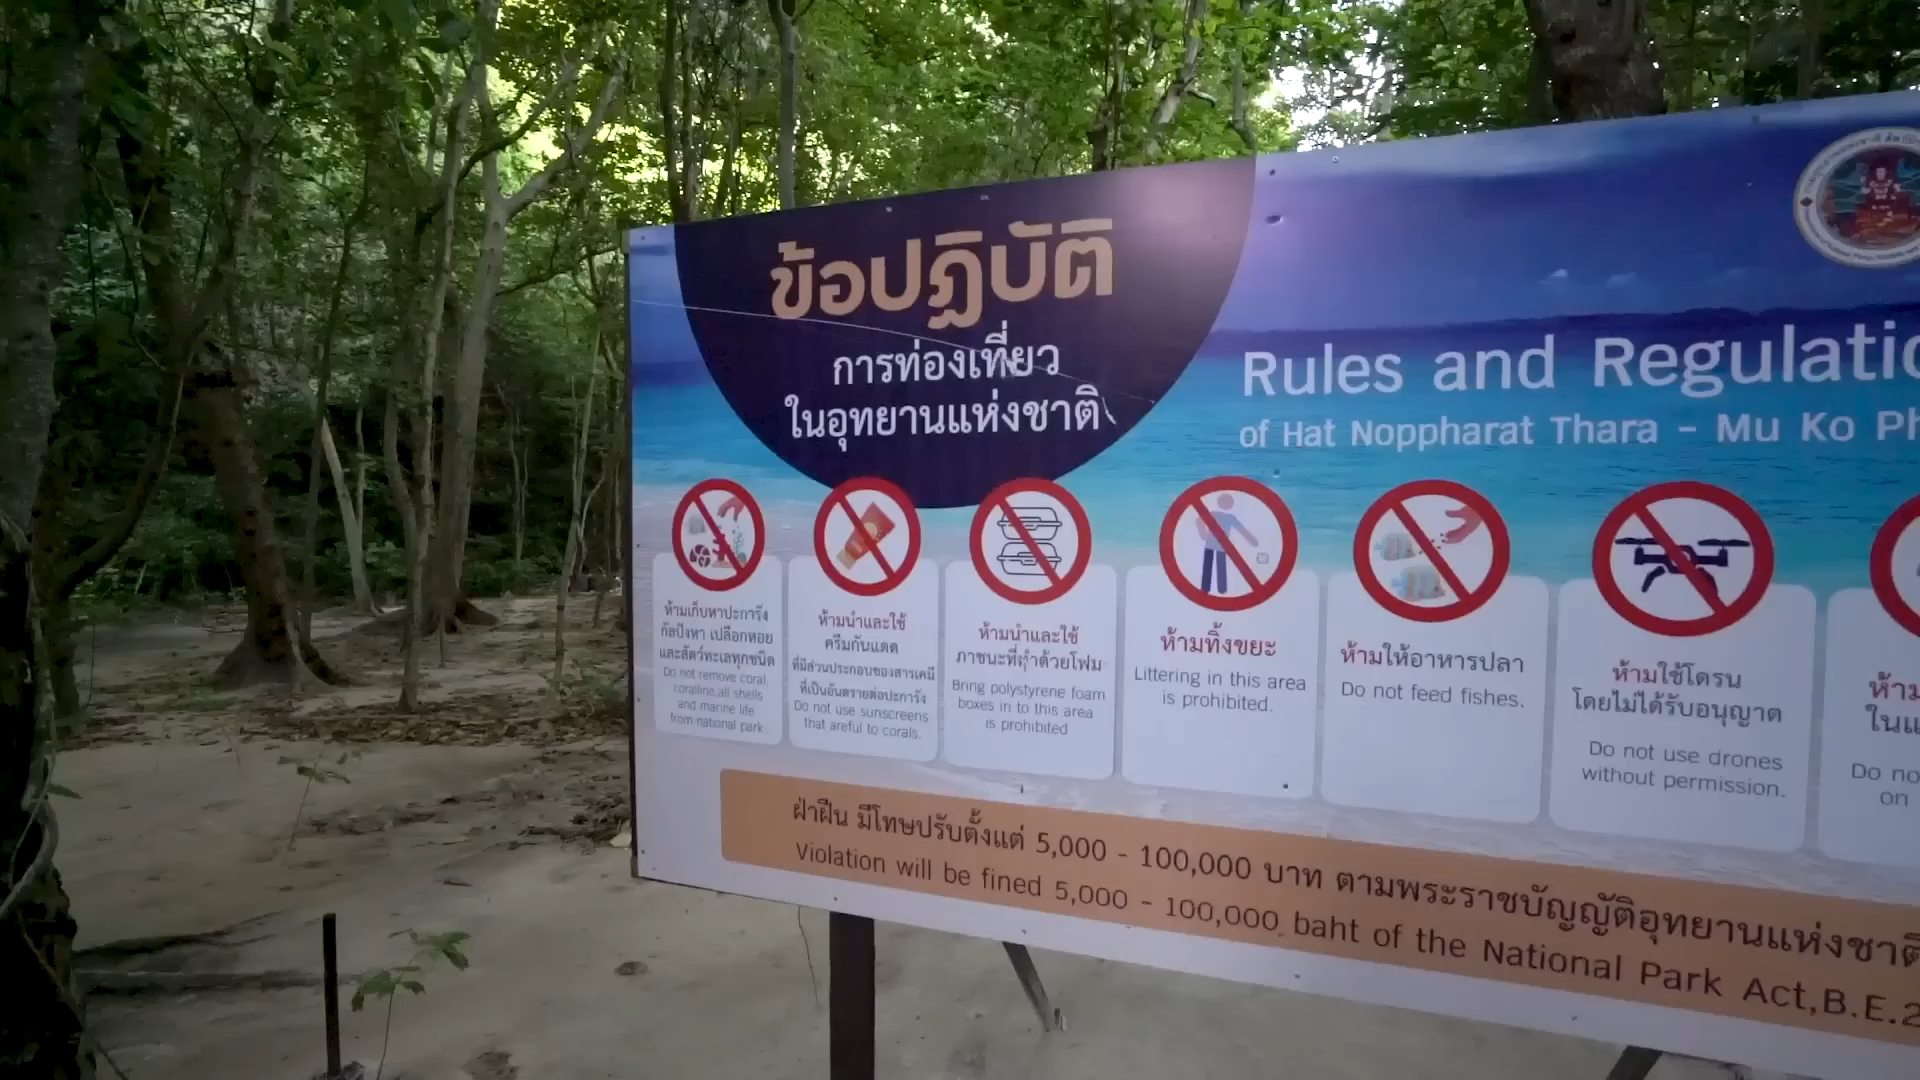 ข้อปฏิบัติ
การท่องเที่ยว
ในอุทยานแห่งชาติ
Rules and Regulatio
of Hat Noppharat Thara - Mu Ko Ph
ห้ามเก็บหาปะการัง
กัลปังหา เปลือกหอย
และสัตว์ทะเลทุกชนิด
Do not remove coral,
coralline,all shells
and marine life
from national park
ห้ามนำและใช้
ครีมกันแดด
ที่มีส่วนประกอบของสารเคมี
ที่เป็นอันตรายต่อปะการัง
Do not use sunscreens
that areful to corals.
ห้ามนำและใช้
ภาชนะที่ทำด้วยโฟม
Bring polystyrene foam
boxes in to this area
is prohibited
ห้ามทิ้งขยะ
Littering in this area
is prohibited.
ห้ามให้อาหารปลา
Do not feed fishes.
ห้ามใช้โดรน
โดยไม่ได้รับอนุญาต
Do not use drones
without permission.
ห้าม
ในแ
Do no
on
ฝ่าฝืน มีโทษปรับตั้งแต่ 5,000 - 100,000 บาท ตามพระราชบัญญัติอุทยานแห่งชาติ
Violation will be fined 5,000 - 100,000 baht of the National Park Act,B.E.2